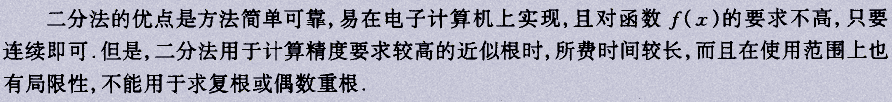 二分法的优点是方法简单可靠,易在电子计算机上实现,且对函数 f(x)的要求不高,只要
连续即可.但是,二分法用于计算精度要求较高的近似根时,所费时间较长,而且在使用范围上也
有局限性,不能用于求复根或偶数重根.